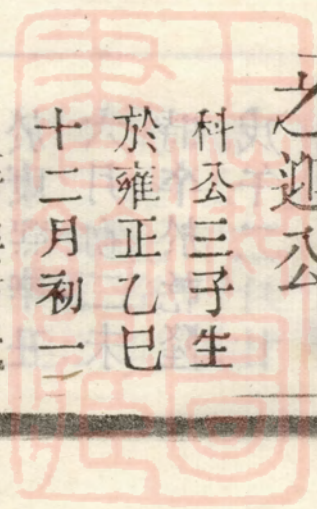 之迎公
科公三子生
於雍正乙巳
十二月初一